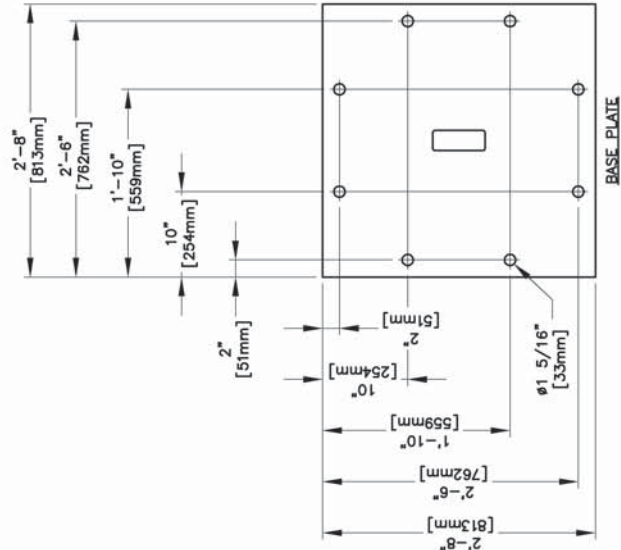 2'-8"
[813mm]
2'-6"
[762mm]
1'-10"
[559mm]
10"
[254mm]
2"
[51mm]
2"
[51mm]
10"
[254mm]
1'-10"
[559mm]
2'-6"
[762mm]
2'-8"
[813mm]
ø1 5/16"
[33mm]
BASE PLATE